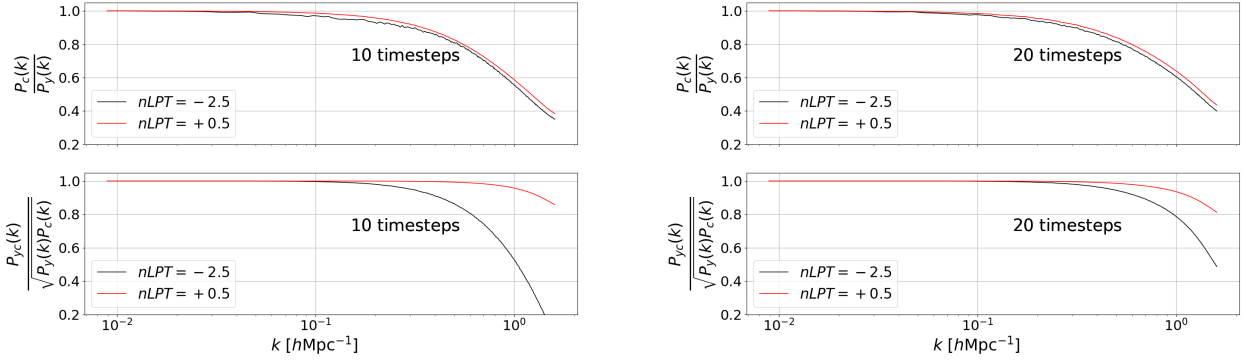 1.0
0.8
0.6
0.4
0.2
P_c(k)
P_y(k)
10 timesteps
nLPT = −2.5
nLPT = +0.5
1.0
0.8
0.6
0.4
0.2
P_c(k)
P_y(k)
20 timesteps
nLPT = −2.5
nLPT = +0.5
1.0
0.8
0.6
0.4
0.2
P_yc(k)
√P_y(k)P_c(k)
10 timesteps
nLPT = −2.5
nLPT = +0.5
10⁻² 10⁻¹ 10⁰
k [hMpc⁻¹]
1.0
0.8
0.6
0.4
0.2
P_yc(k)
√P_y(k)P_c(k)
20 timesteps
nLPT = −2.5
nLPT = +0.5
10⁻² 10⁻¹ 10⁰
k [hMpc⁻¹]